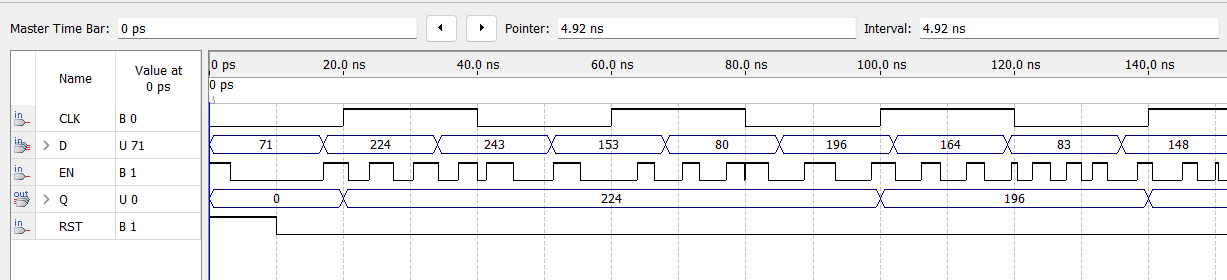 Master Time Bar: 0 ps Pointer: 4.92 ns Interval: 4.92 ns
Name Value at 0 ps
0 ps 20.0 ns 40.0 ns 60.0 ns 80.0 ns 100.0 ns 120.0 ns 140.0 ns
0 ps
in CLK B 0
in D U 71 71 224 243 153 80 196 164 83 148
in EN B 1
out Q U 0 0 224 196
in RST B 1